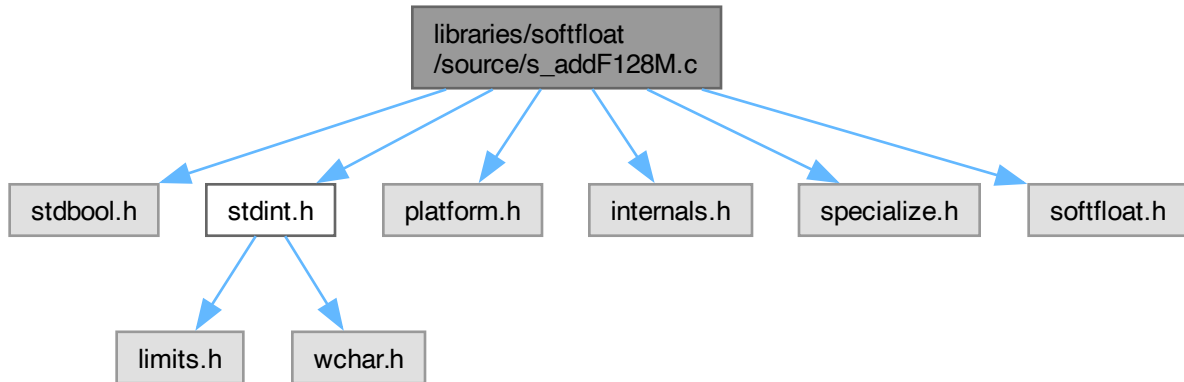 libraries/softfloat
/source/s_addF128M.c
stdbool.h
stdint.h
platform.h
internals.h
specialize.h
softfloat.h
limits.h
wchar.h